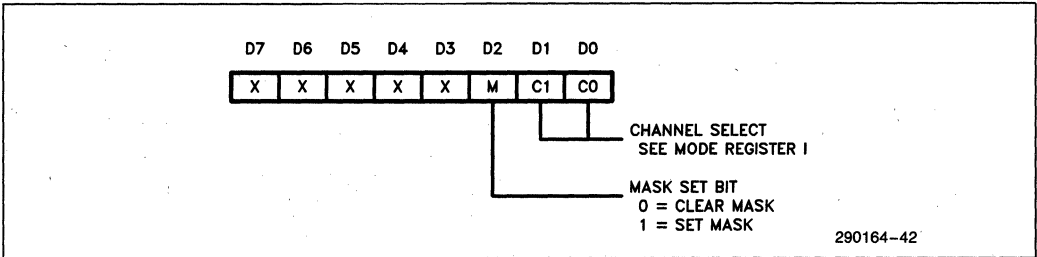 D7 D6 D5 D4 D3 D2 D1 D0
X X X X X M C1 C0
CHANNEL SELECT
SEE MODE REGISTER I
MASK SET BIT
0 = CLEAR MASK
1 = SET MASK
290164-42